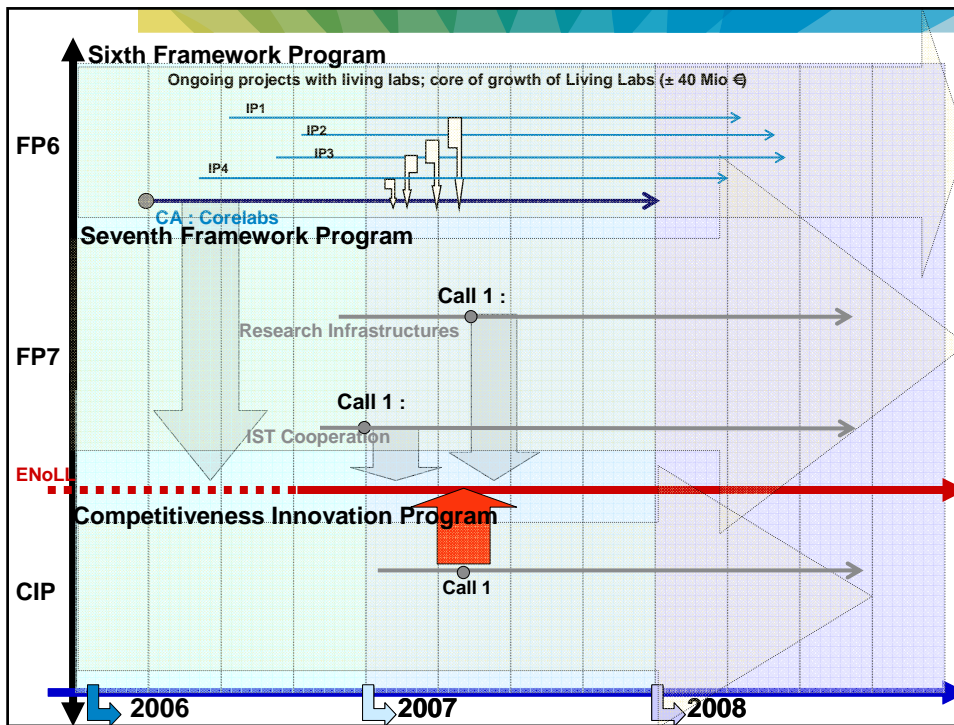 Sixth Framework Program
Ongoing projects with living labs; core of growth of Living Labs (± 40 Mio €)
IP1
IP2
FP6
IP3
IP4
CA : Corelabs
Seventh Framework Program
Call 1 :
Research Infrastructures
FP7
Call 1 :
IST Cooperation
ENoLL
Competitiveness Innovation Program
CIP
Call 1
2006
2007
2008